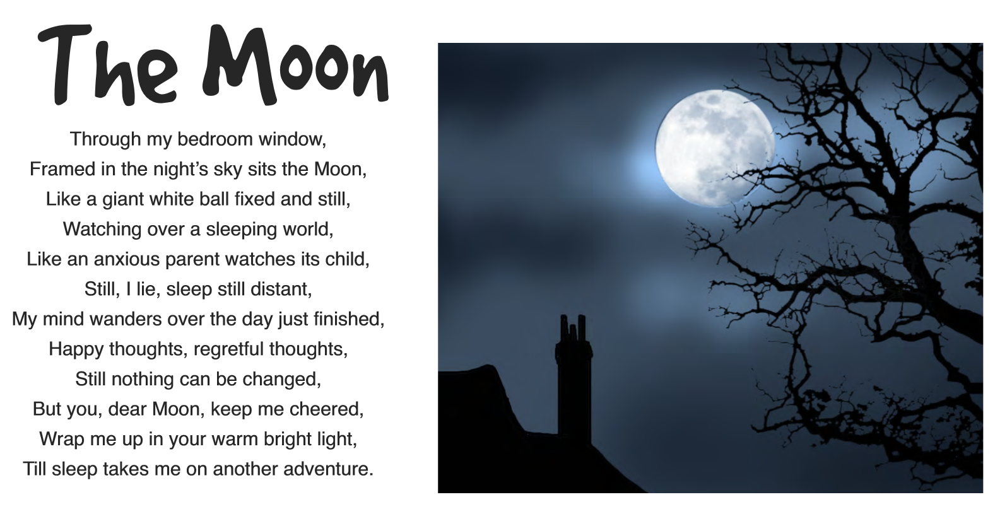 The Moon
Through my bedroom window,
Framed in the night’s sky sits the Moon,
Like a giant white ball fixed and still,
Watching over a sleeping world,
Like an anxious parent watches its child,
Still, I lie, sleep still distant,
My mind wanders over the day just finished,
Happy thoughts, regretful thoughts,
Still nothing can be changed,
But you, dear Moon, keep me cheered,
Wrap me up in your warm bright light,
Till sleep takes me on another adventure.